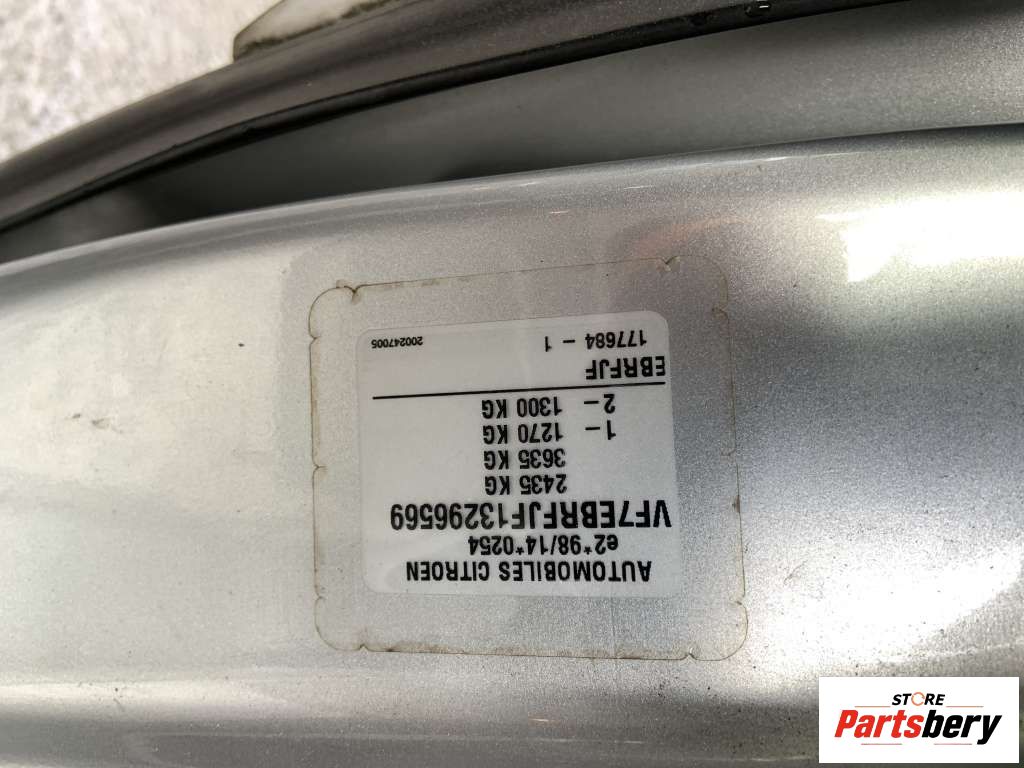 AUTOMOBILES CITROEN
e2*98/14*0254
VF7EBRFJF13296569
2435 KG
3635 KG
1- 1270 KG
2- 1300 KG
EBRFJF
177684 - 1 200247005
STORE
Partsbery